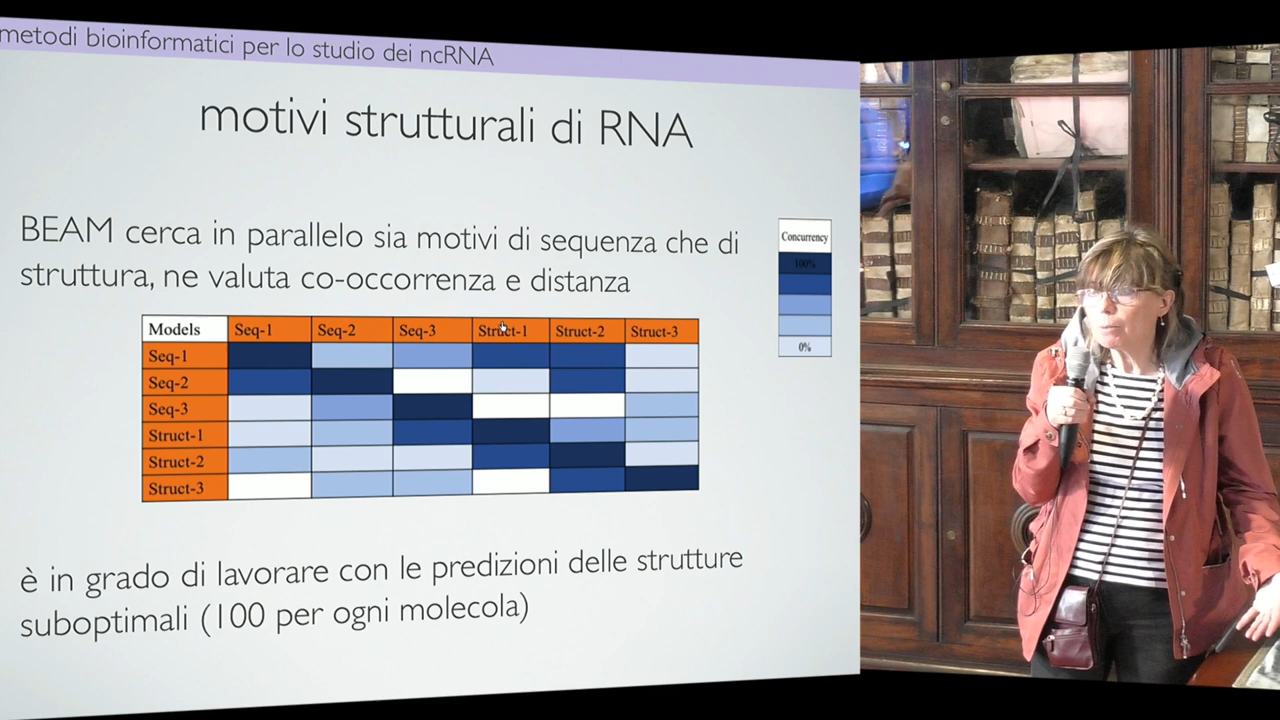 metodi bioinformatici per lo studio dei ncRNA
motivi strutturali di RNA
BEAM cerca in parallelo sia motivi di sequenza che di
struttura, ne valuta co-occorrenza e distanza
Concurrency
100%
0%
Models Seq-1 Seq-2 Seq-3 Struct-1 Struct-2 Struct-3
Seq-1
Seq-2
Seq-3
Struct-1
Struct-2
Struct-3
è in grado di lavorare con le predizioni delle strutture
suboptimali (100 per ogni molecola)